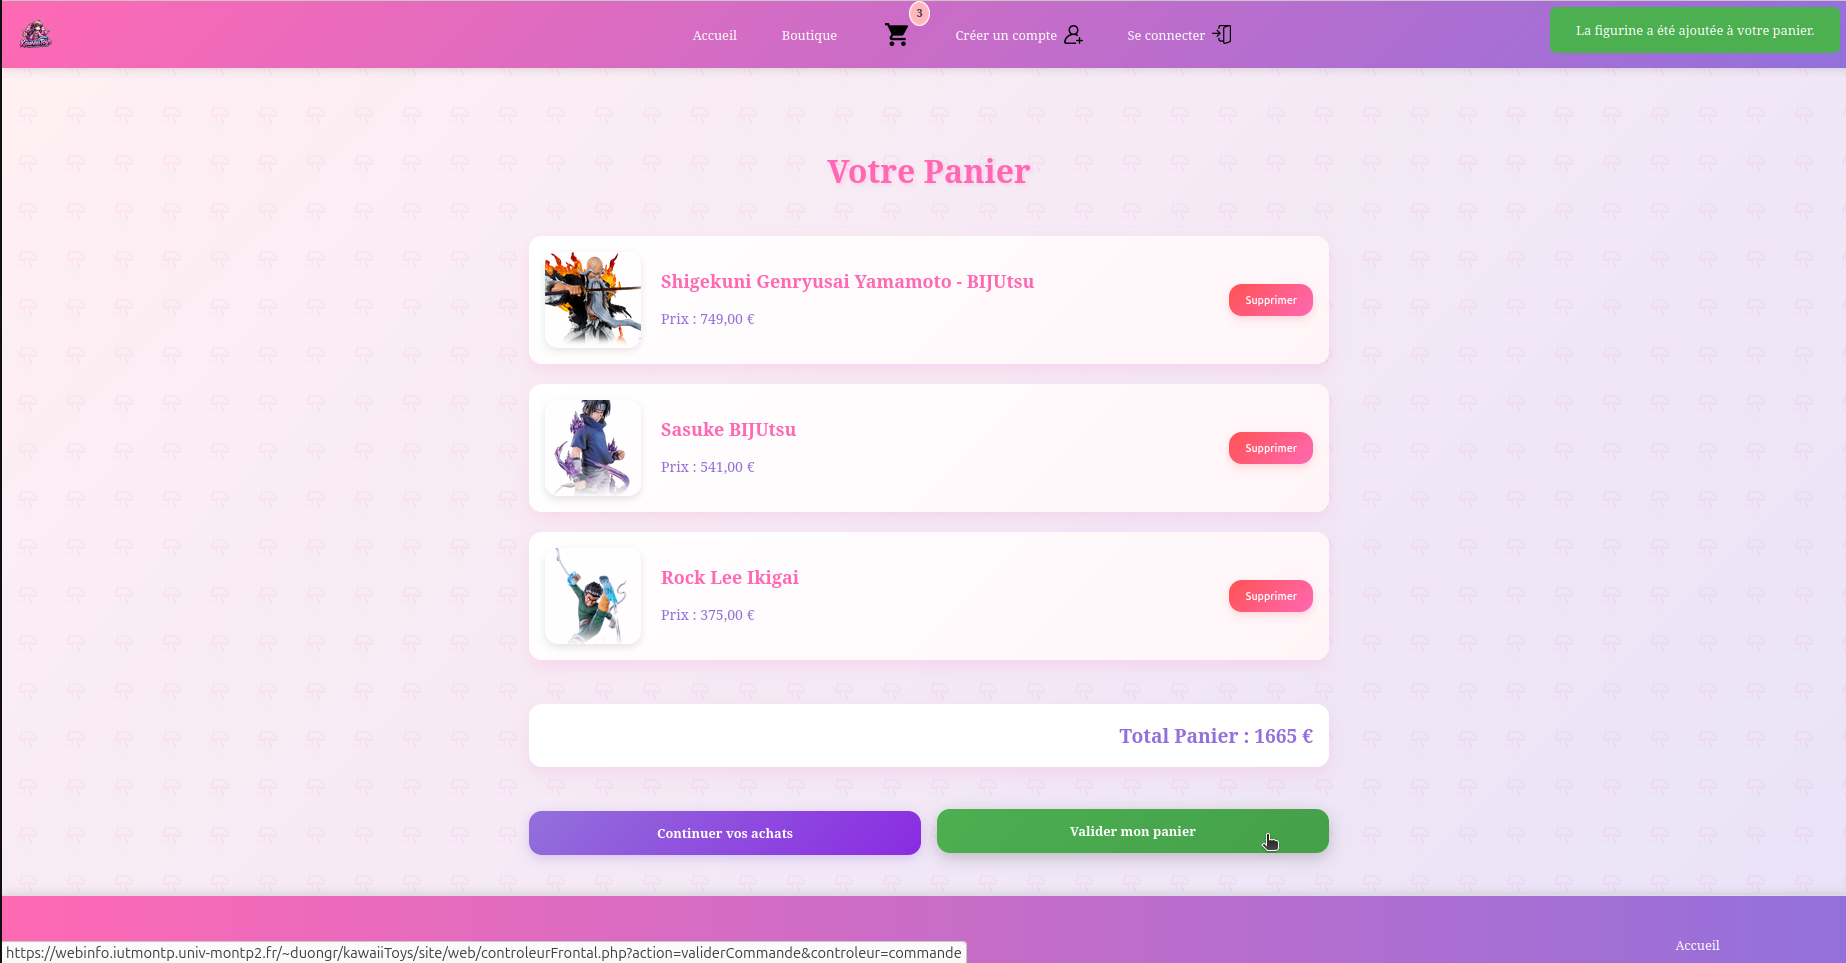 Accueil
Boutique
3
Créer un compte
Se connecter
La figurine a été ajoutée à votre panier.
Votre Panier
Shigekuni Genryusai Yamamoto - BIJUtsu
Prix : 749,00 €
Supprimer
Sasuke BIJUtsu
Prix : 541,00 €
Supprimer
Rock Lee Ikigai
Prix : 375,00 €
Supprimer
Total Panier : 1665 €
Continuer vos achats
Valider mon panier
Accueil
https://webinfo.iutmontp.univ-montp2.fr/~duongr/kawaiiToys/site/web/controleurFrontal.php?action=validerCommande&controleur=commande